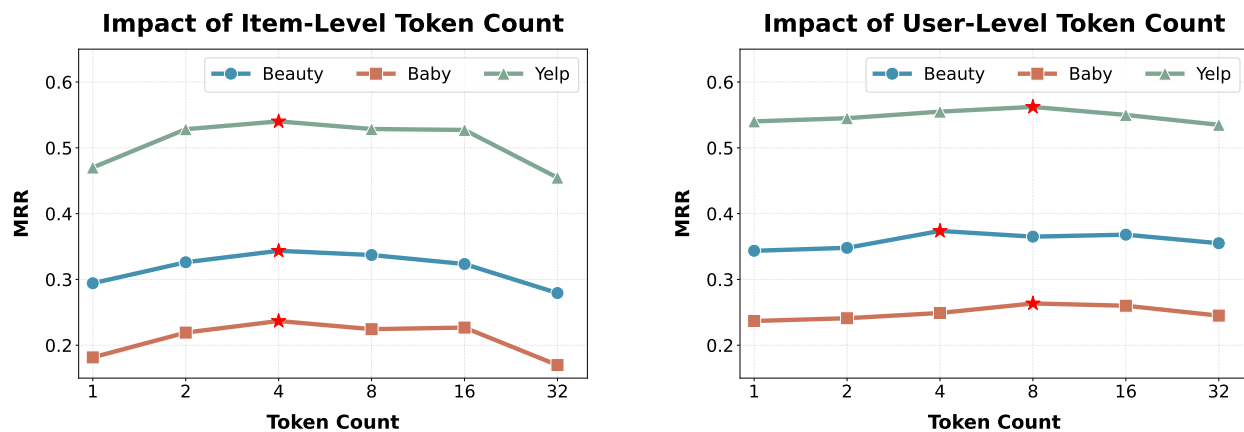 Impact of Item-Level Token Count
Beauty Baby Yelp
0.6
0.5
0.4
0.3
0.2
MRR
1 2 4 8 16 32
Token Count
Impact of User-Level Token Count
Beauty Baby Yelp
0.6
0.5
0.4
0.3
0.2
MRR
1 2 4 8 16 32
Token Count